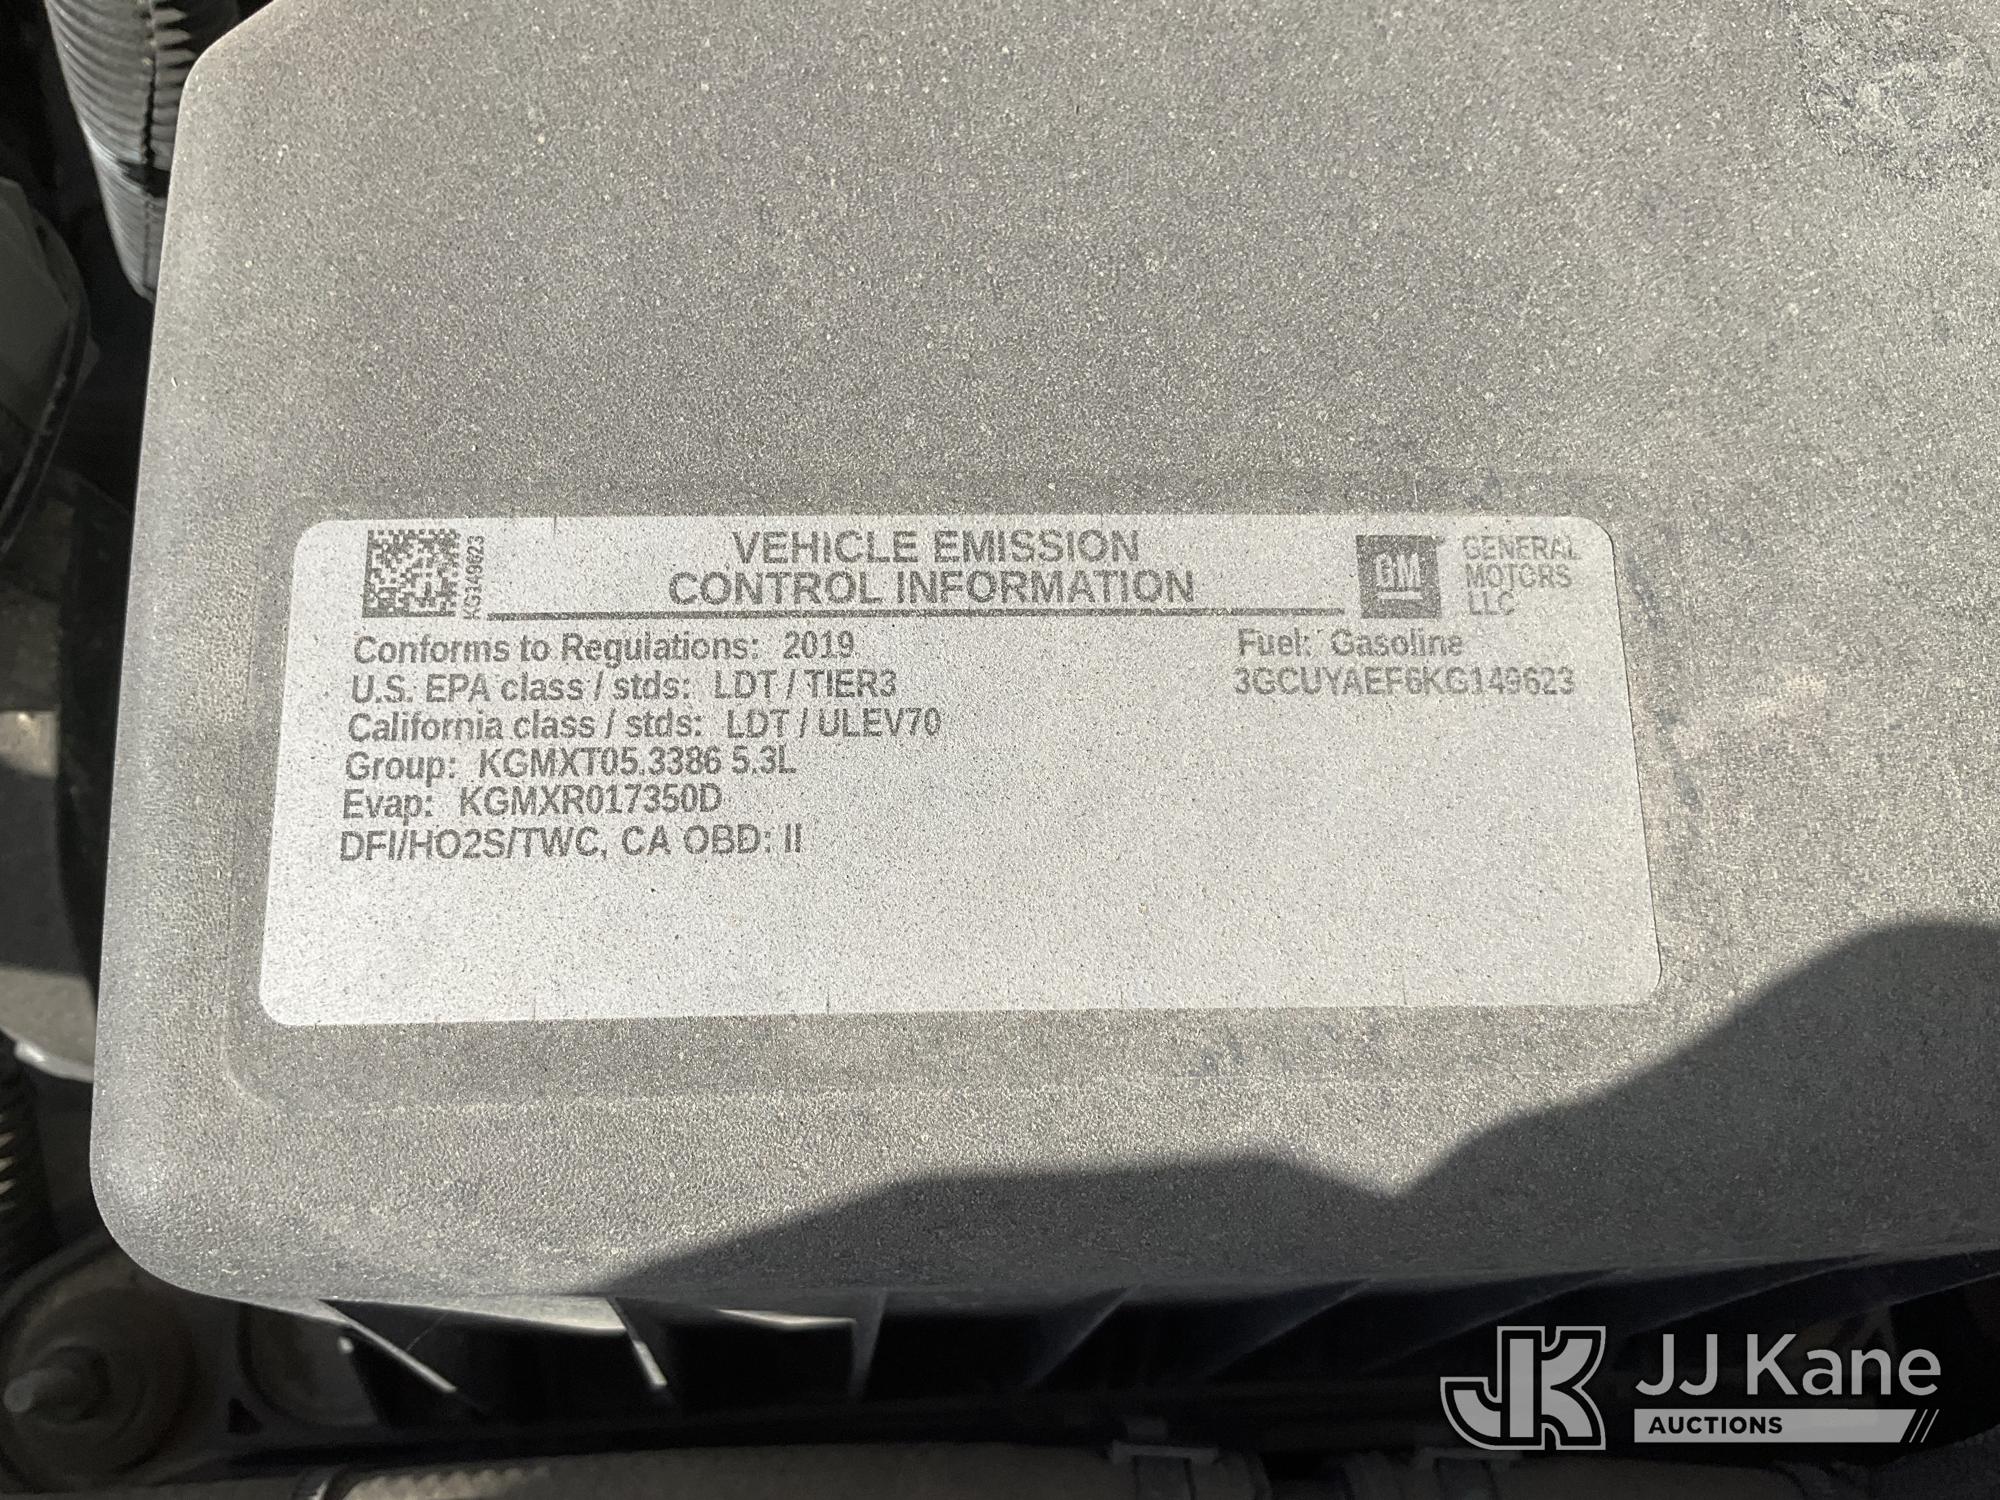 KG149623
VEHICLE EMISSION
CONTROL INFORMATION
GM
GENERAL
MOTORS
LLC
Conforms to Regulations: 2019
Fuel: Gasoline
U.S. EPA class / stds: LDT / TIER3
3GCUYAEF6KG149623
California class / stds: LDT / ULEV70
Group: KGMXT05.3386 5.3L
Evap: KGMXR017350D
DFI/HO2S/TWC, CA OBD: II
JK
JJ Kane
AUCTIONS